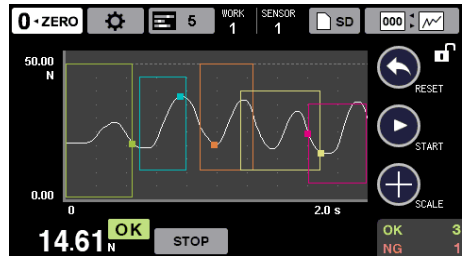 0 ZERO
5
WORK 1
SENSOR 1
SD
000
50.00
N
RESET
START
0.00
0
2.0 s
SCALE
14.61 N
OK
STOP
OK 3
NG 1